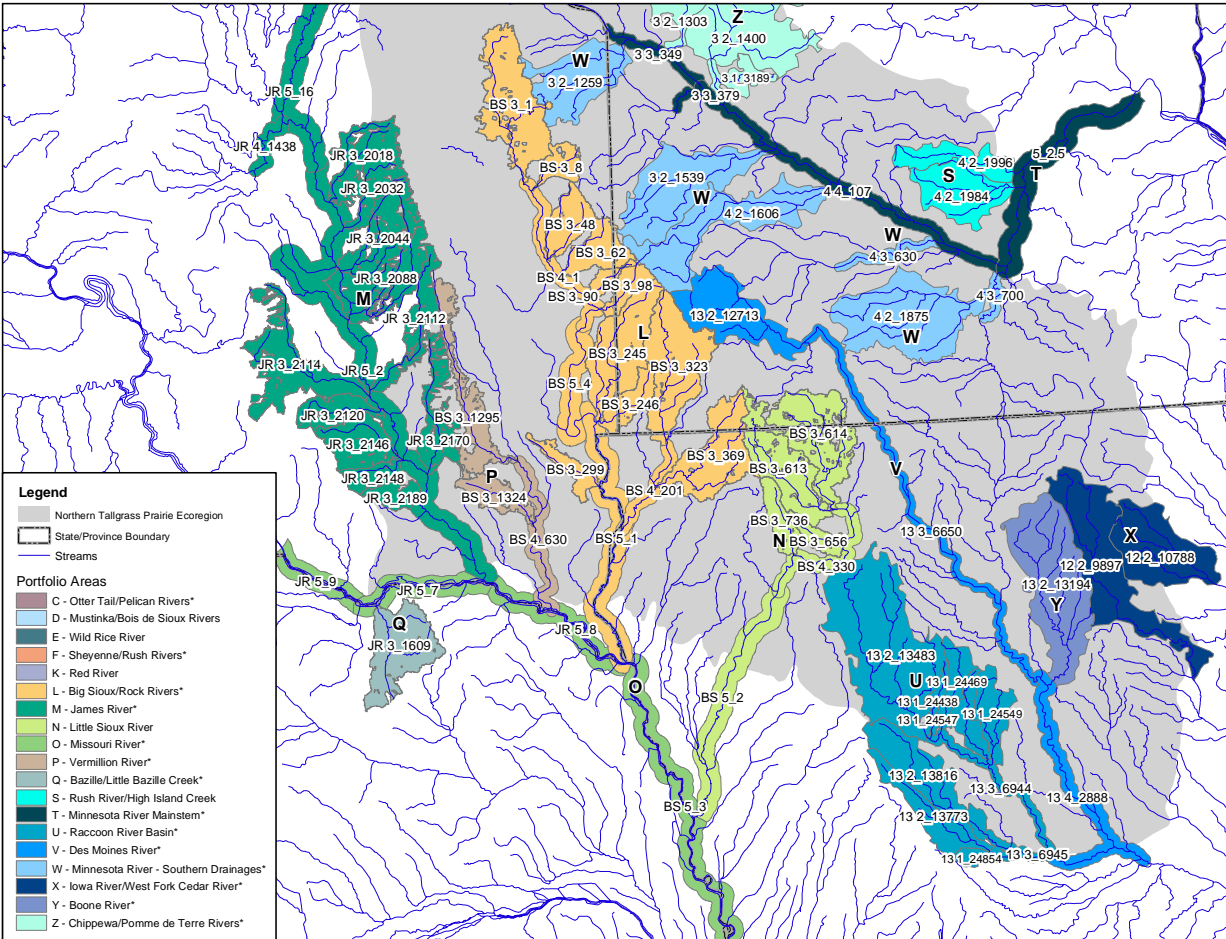 3 2_1303
Z
3 2_1400
3 3_349
W
3 2_1259
3 1_3189
3 3_379
JR 5_16
BS 3_1
JR 4_1438
JR 3_2018
BS 3_8
3 2_1539
4 2_1996
5_2.5
S
T
JR 3_2032
W
4 4_107
4 2_1984
4 2_1606
BS 3_48
JR 3_2044
BS 3_62
W
4 3_630
JR 3_2088
BS 4_1
BS 3_98
M
BS 3_90
4 3_700
JR 3_2112
13 2_12713
4 2_1875
L
W
BS 3_245
JR 3_2114
BS 3_323
JR 5_2
BS 5_4
BS 3_246
JR 3_2120
BS 3_1295
BS 3_614
JR 3_2146
JR 3_2170
BS 3_369
BS 3_299
BS 3_613
V
P
JR 3_2148
BS 4_201
JR 3_2189
BS 3_1324
BS 3_736
13 3_6650
X
BS 4_630
BS 5_1
N
BS 3_656
12 2_10788
BS 4_330
12 2_9897
JR 5_9
JR 5_7
13 2_13194
Y
Q
JR 5_8
JR 3_1609
13 2_13483
O
U
13 1_24469
BS 5_2
13 1_24438
13 1_24547
13 1_24549
13 2_13816
13 3_6944
13 4_2888
BS 5_3
13 2_13773
13 1_24854
13 3_6945
Legend
Northern Tallgrass Prairie Ecoregion
State/Province Boundary
Streams
Portfolio Areas
C - Otter Tail/Pelican Rivers*
D - Mustinka/Bois de Sioux Rivers
E - Wild Rice River
F - Sheyenne/Rush Rivers*
K - Red River
L - Big Sioux/Rock Rivers*
M - James River*
N - Little Sioux River
O - Missouri River*
P - Vermillion River*
Q - Bazille/Little Bazille Creek*
S - Rush River/High Island Creek
T - Minnesota River Mainstem*
U - Raccoon River Basin*
V - Des Moines River*
W - Minnesota River - Southern Drainages*
X - Iowa River/West Fork Cedar River*
Y - Boone River*
Z - Chippewa/Pomme de Terre Rivers*